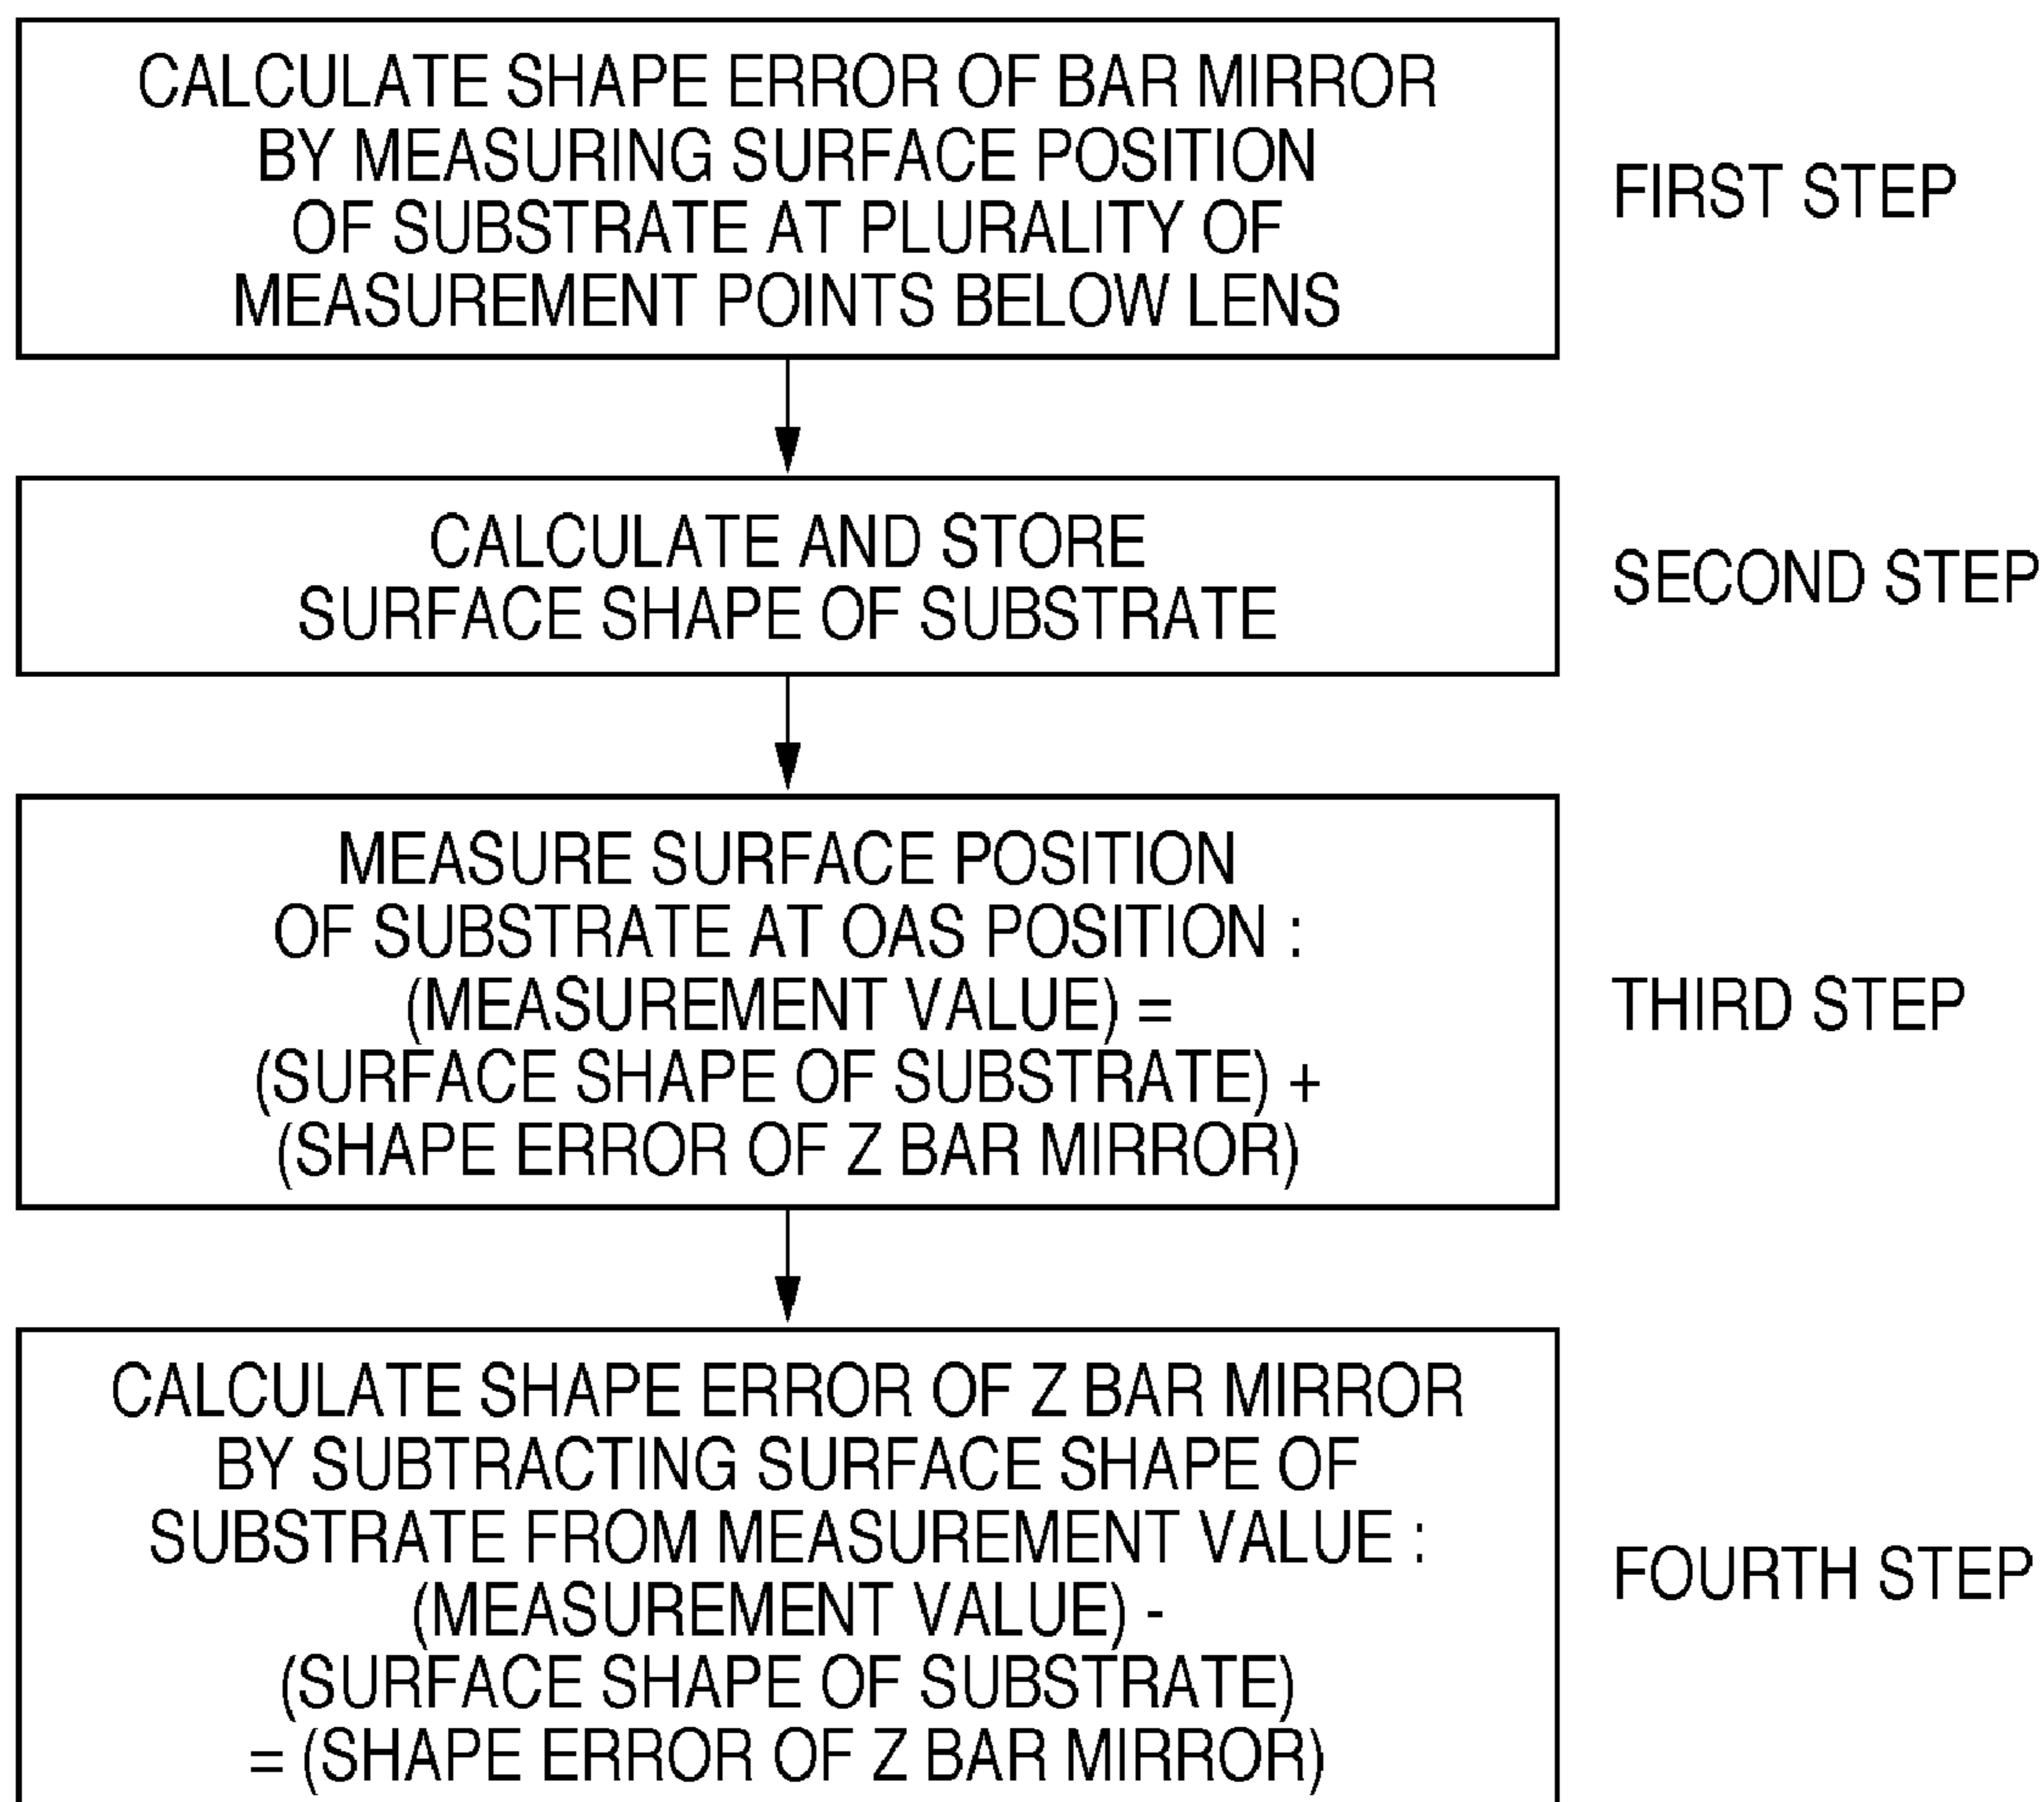 CALCULATE SHAPE ERROR OF BAR MIRROR
BY MEASURING SURFACE POSITION
OF SUBSTRATE AT PLURALITY OF
MEASUREMENT POINTS BELOW LENS
FIRST STEP
CALCULATE AND STORE
SURFACE SHAPE OF SUBSTRATE
SECOND STEP
MEASURE SURFACE POSITION
OF SUBSTRATE AT OAS POSITION :
(MEASUREMENT VALUE) =
(SURFACE SHAPE OF SUBSTRATE) +
(SHAPE ERROR OF Z BAR MIRROR)
THIRD STEP
CALCULATE SHAPE ERROR OF Z BAR MIRROR
BY SUBTRACTING SURFACE SHAPE OF
SUBSTRATE FROM MEASUREMENT VALUE :
(MEASUREMENT VALUE) -
(SURFACE SHAPE OF SUBSTRATE)
= (SHAPE ERROR OF Z BAR MIRROR)
FOURTH STEP